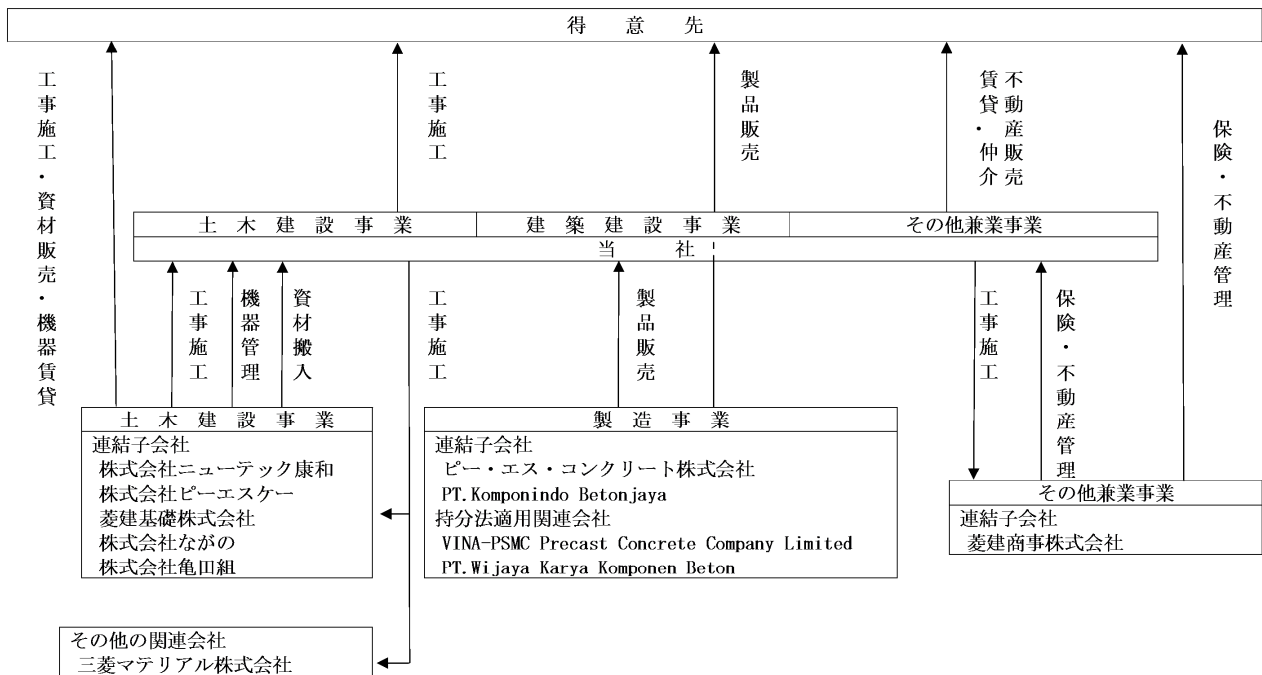 得意先
工事施工・資材販売・機器賃貸
工事施工
製品販売
不動産販売
賃貸・仲介
保険・不動産管理
土木建設事業
建築建設事業
その他兼業事業
当社
工事施工
機器管理
資材搬入
工事施工
製品販売
工事施工
保険・不動産管理
土木建設事業
連結子会社
株式会社ニューテック康和
株式会社ピーエスケー
菱建基礎株式会社
株式会社ながの
株式会社亀田組
製造事業
連結子会社
ピー・エス・コンクリート株式会社
PT.Komponindo Betonjaya
持分法適用関連会社
VINA-PSMC Precast Concrete Company Limited
PT.Wijaya Karya Komponen Beton
その他兼業事業
連結子会社
菱建商事株式会社
その他の関連会社
三菱マテリアル株式会社